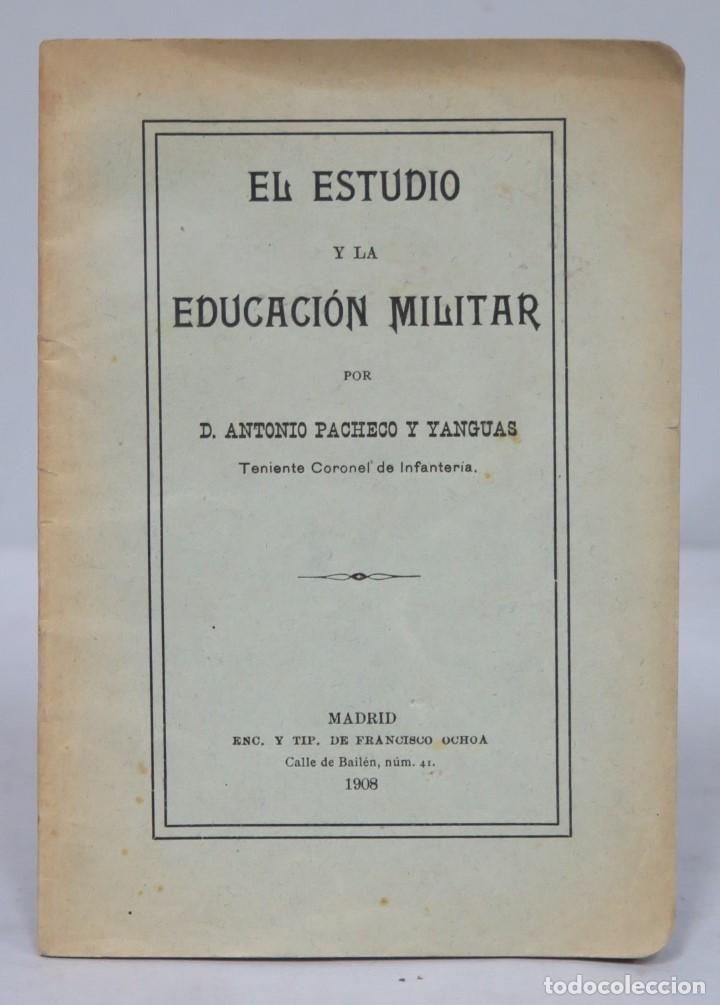 EL ESTUDIO
Y LA
EDUCACIÓN MILITAR
POR
D. ANTONIO PACHECO Y YANGUAS
Teniente Coronel de Infantería.
MADRID
ENC. Y TIP. DE FRANCISCO OCHOA
Calle de Bailén, núm. 41.
1908
todocoleccion